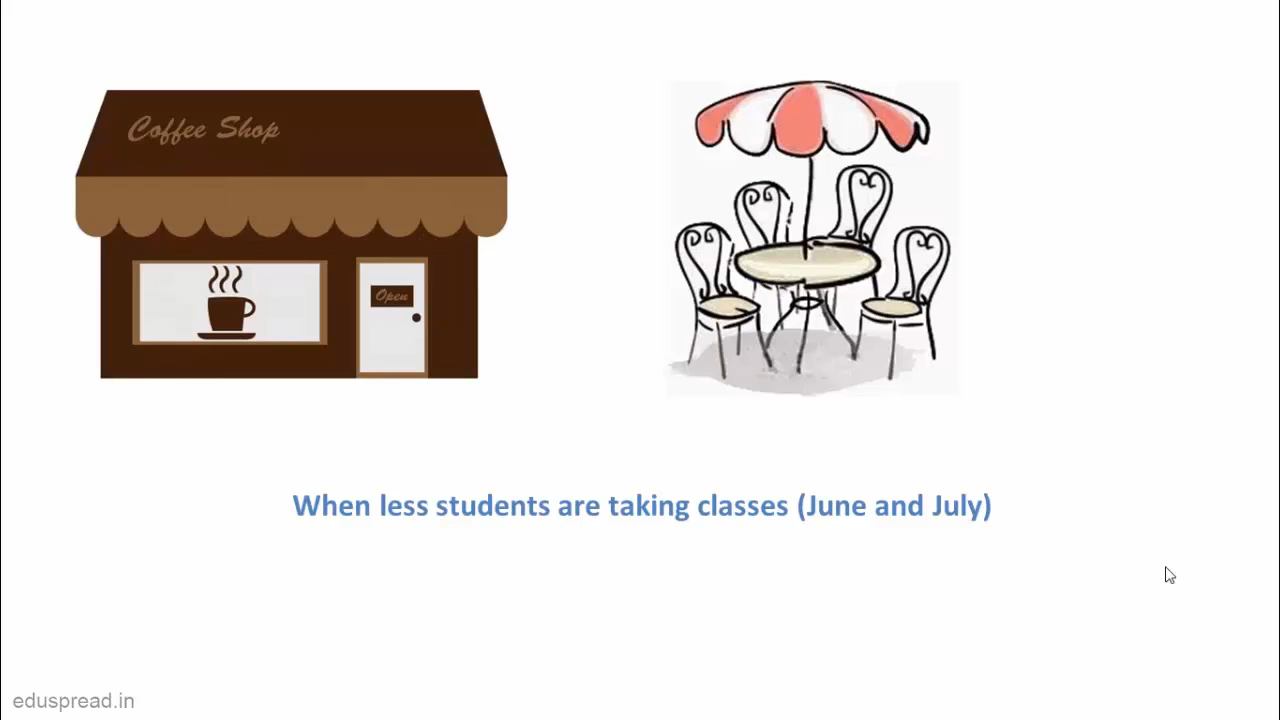 Coffee Shop
Open
When less students are taking classes (June and July)
eduspread.in